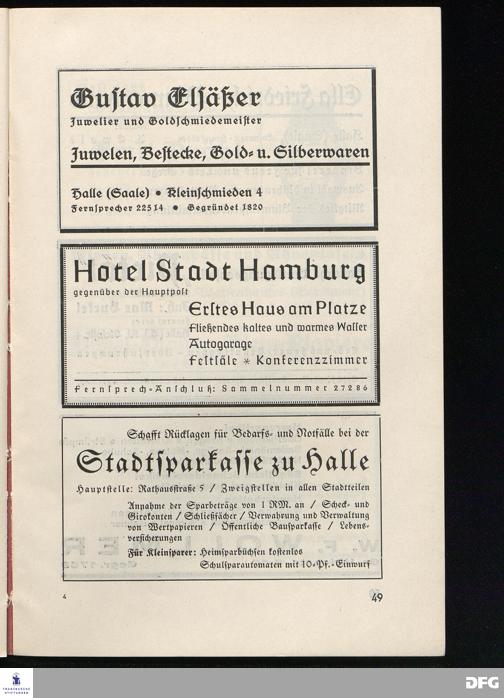 Gustav Elsäßer
Juwelier und Goldschmiedemeister
Juwelen, Bestecke, Gold- u. Silberwaren
Halle (Saale) • Kleinschmieden 4
Fernsprecher 22514 • Gegründet 1820
Hotel Stadt Hamburg
gegenüber der Hauptpost
Erstes Haus am Platze
Fließendes kaltes und warmes Wasser
Autogarage
Festsäle * Konferenzzimmer
Fernsprech-Anschluß: Sammelnummer 27286
Schafft Rücklagen für Bedarfs- und Notfälle bei der
Stadtsparkasse zu Halle
Hauptstelle: Rathausstraße 5 / Zweigstellen in allen Stadtteilen
Annahme der Sparbeträge von 1 RM. an / Scheck- und
Girokonten / Schließfächer / Verwahrung und Verwaltung
von Wertpapieren / Öffentliche Bausparkasse / Lebens-
versicherungen
Für Kleinsparer: Heimsparbüchsen kostenlos
Schulsparautomaten mit 10-Pf.-Einwurf
4
49
FRANCKESCHE
STIFTUNGEN
DFG